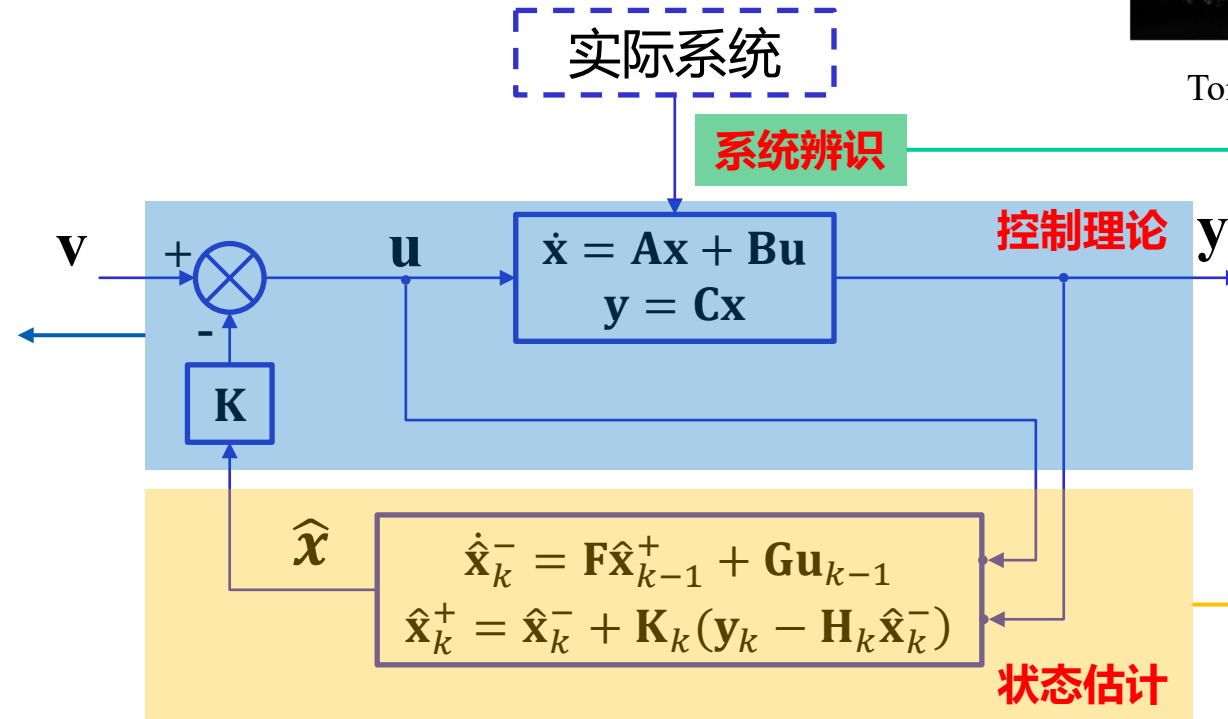 实际系统
To
系统辨识
控制理论
v
+
u
ẋ = Ax + Bu
y = Cx
y
-
K
x̂
x̂̇ₖ⁻ = Fx̂ₖ₋₁⁺ + Guₖ₋₁
x̂ₖ⁺ = x̂ₖ⁻ + Kₖ(yₖ − Hₖx̂ₖ⁻)
状态估计